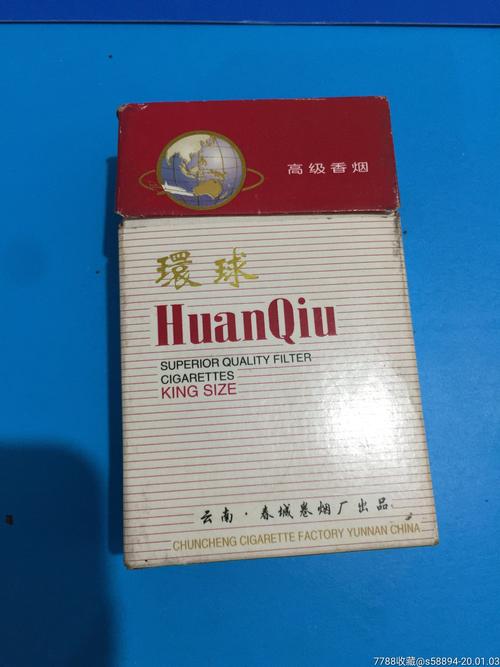 高级香烟
環球
HuanQiu
SUPERIOR QUALITY FILTER
CIGARETTES
KING SIZE
云南·春城卷烟厂出品
CHUNCHENG CIGARETTE FACTORY YUNNAN CHINA
7788收藏@s58894-20.01.03